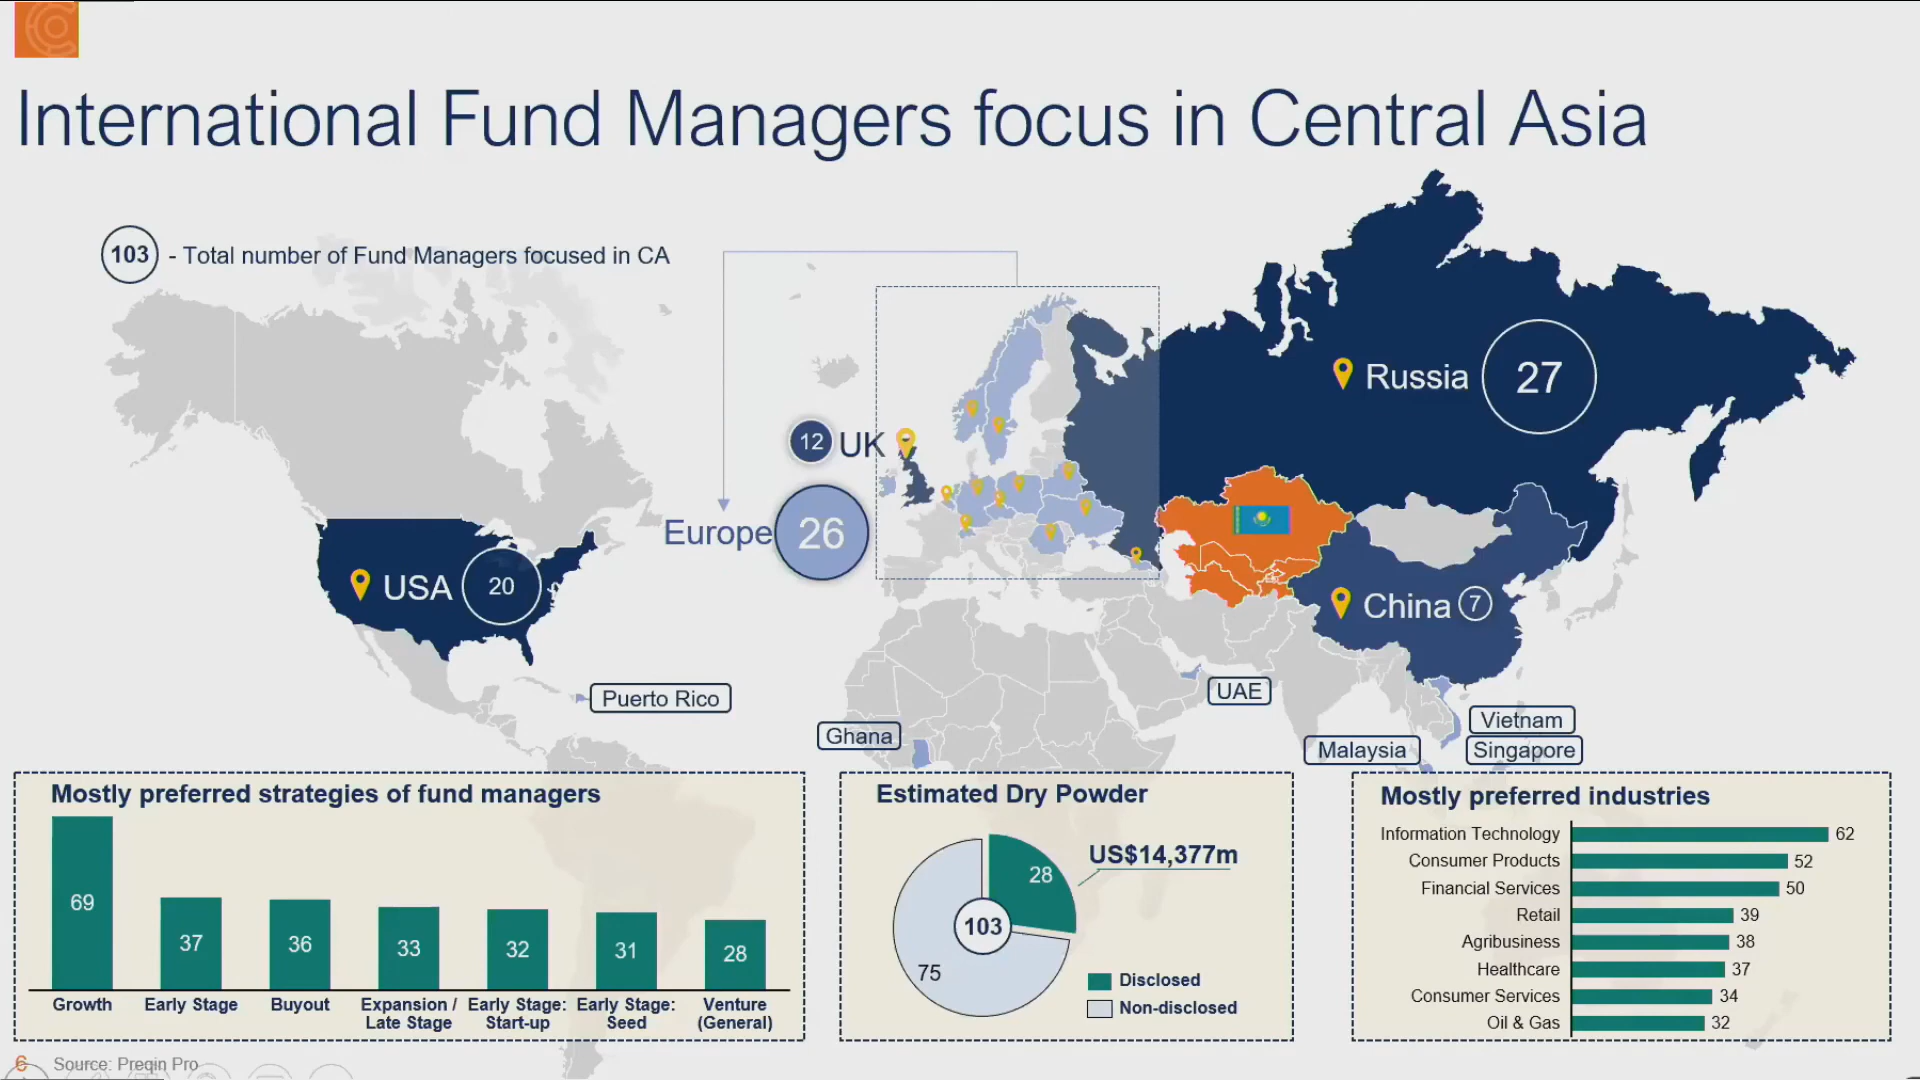 International Fund Managers focus in Central Asia
103 - Total number of Fund Managers focused in CA
Russia 27
12 UK
Europe 26
USA 20
China 7
Puerto Rico
UAE
Ghana
Vietnam
Malaysia
Singapore
Mostly preferred strategies of fund managers
69
37
36
33
32
31
28
Growth
Early Stage
Buyout
Expansion /
Late Stage
Early Stage:
Start-up
Early Stage:
Seed
Venture
(General)
Estimated Dry Powder
US$14,377m
28
103
75
Disclosed
Non-disclosed
Mostly preferred industries
Information Technology 62
Consumer Products 52
Financial Services 50
Retail 39
Agribusiness 38
Healthcare 37
Consumer Services 34
Oil & Gas 32
6 Source: Preqin Pro